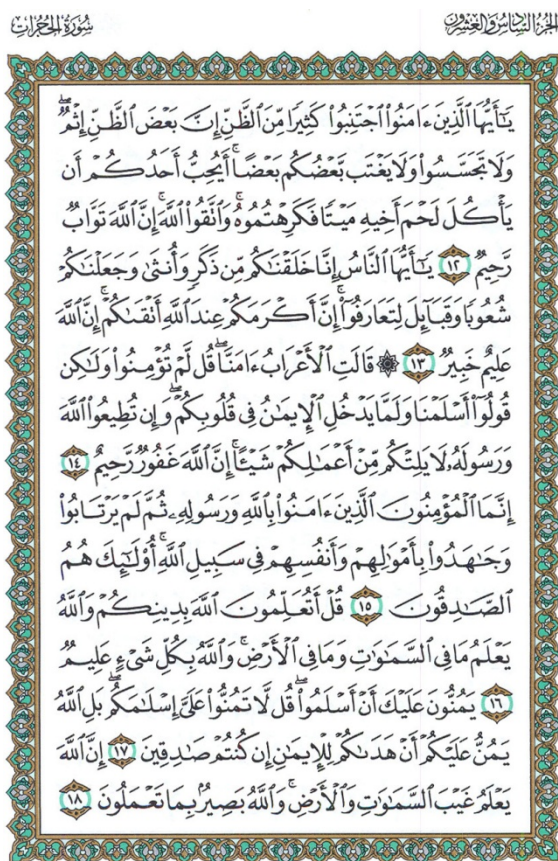 الجزء السادس والعشرون
سورة الحجرات
يَٰٓأَيُّهَا ٱلَّذِينَ ءَامَنُوا۟ ٱجْتَنِبُوا۟ كَثِيرًا مِّنَ ٱلظَّنِّ إِنَّ بَعْضَ ٱلظَّنِّ إِثْمٌ ۖ
وَلَا تَجَسَّسُوا۟ وَلَا يَغْتَب بَّعْضُكُم بَعْضًا ۚ أَيُحِبُّ أَحَدُكُمْ أَن
يَأْكُلَ لَحْمَ أَخِيهِ مَيْتًا فَكَرِهْتُمُوهُ ۚ وَٱتَّقُوا۟ ٱللَّهَ ۚ إِنَّ ٱللَّهَ تَوَّابٌ
رَّحِيمٌ ١٢ يَٰٓأَيُّهَا ٱلنَّاسُ إِنَّا خَلَقْنَٰكُم مِّن ذَكَرٍ وَأُنثَىٰ وَجَعَلْنَٰكُمْ
شُعُوبًا وَقَبَآئِلَ لِتَعَارَفُوٓا۟ ۚ إِنَّ أَكْرَمَكُمْ عِندَ ٱللَّهِ أَتْقَىٰكُمْ ۚ إِنَّ ٱللَّهَ
عَلِيمٌ خَبِيرٌ ١٣ ۞ قَالَتِ ٱلْأَعْرَابُ ءَامَنَّا ۖ قُل لَّمْ تُؤْمِنُوا۟ وَلَٰكِن
قُولُوٓا۟ أَسْلَمْنَا وَلَمَّا يَدْخُلِ ٱلْإِيمَٰنُ فِى قُلُوبِكُمْ ۖ وَإِن تُطِيعُوا۟ ٱللَّهَ
وَرَسُولَهُۥ لَا يَلِتْكُم مِّنْ أَعْمَٰلِكُمْ شَيْـًٔا ۚ إِنَّ ٱللَّهَ غَفُورٌ رَّحِيمٌ ١٤
إِنَّمَا ٱلْمُؤْمِنُونَ ٱلَّذِينَ ءَامَنُوا۟ بِٱللَّهِ وَرَسُولِهِۦ ثُمَّ لَمْ يَرْتَابُوا۟
وَجَٰهَدُوا۟ بِأَمْوَٰلِهِمْ وَأَنفُسِهِمْ فِى سَبِيلِ ٱللَّهِ ۚ أُو۟لَٰٓئِكَ هُمُ
ٱلصَّٰدِقُونَ ١٥ قُلْ أَتُعَلِّمُونَ ٱللَّهَ بِدِينِكُمْ وَٱللَّهُ
يَعْلَمُ مَا فِى ٱلسَّمَٰوَٰتِ وَمَا فِى ٱلْأَرْضِ ۚ وَٱللَّهُ بِكُلِّ شَىْءٍ عَلِيمٌ
١٦ يَمُنُّونَ عَلَيْكَ أَنْ أَسْلَمُوا۟ ۖ قُل لَّا تَمُنُّوا۟ عَلَىَّ إِسْلَٰمَكُم ۖ بَلِ ٱللَّهُ
يَمُنُّ عَلَيْكُمْ أَنْ هَدَىٰكُمْ لِلْإِيمَٰنِ إِن كُنتُمْ صَٰدِقِينَ ١٧ إِنَّ ٱللَّهَ
يَعْلَمُ غَيْبَ ٱلسَّمَٰوَٰتِ وَٱلْأَرْضِ ۚ وَٱللَّهُ بَصِيرٌۢ بِمَا تَعْمَلُونَ ١٨